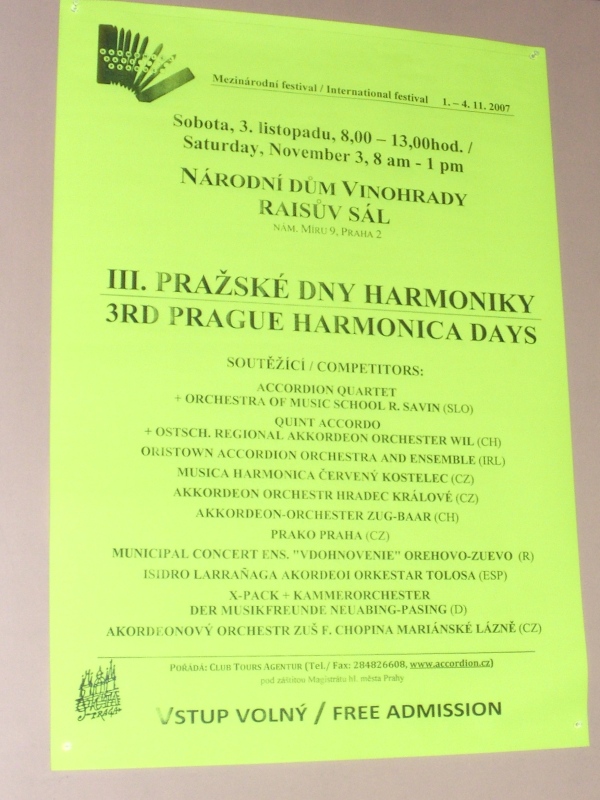 Mezinárodní festival / International festival 1. – 4. 11. 2007
Sobota, 3. listopadu, 8,00 – 13,00hod. /
Saturday, November 3, 8 am - 1 pm
NÁRODNÍ DŮM VINOHRADY
RAISŮV SÁL
NÁM. MÍRU 9, PRAHA 2
III. PRAŽSKÉ DNY HARMONIKY
3RD PRAGUE HARMONICA DAYS
SOUTĚŽÍCÍ / COMPETITORS:
ACCORDION QUARTET
+ ORCHESTRA OF MUSIC SCHOOL R. SAVIN (SLO)
QUINT ACCORDO
+ OSTSCH. REGIONAL AKKORDEON ORCHESTER WIL (CH)
ORISTOWN ACCORDION ORCHESTRA AND ENSEMBLE (IRL)
MUSICA HARMONICA ČERVENÝ KOSTELEC (CZ)
AKKORDEON ORCHESTR HRADEC KRÁLOVÉ (CZ)
AKKORDEON-ORCHESTER ZUG-BAAR (CH)
PRAKO PRAHA (CZ)
MUNICIPAL CONCERT ENS. "VDOHNOVENIE" OREHOVO-ZUEVO (R)
ISIDRO LARRAÑAGA AKORDEOI ORKESTAR TOLOSA (ESP)
X-PACK + KAMMERORCHESTER
DER MUSIKFREUNDE NEUABING-PASING (D)
AKORDEONOVÝ ORCHESTR ZUŠ F. CHOPINA MARIÁNSKÉ LÁZNĚ (CZ)
POŘÁDÁ: CLUB TOURS AGENTUR (TEL./ FAX: 284826608, www.accordion.cz)
pod záštitou Magistrátu hl. města Prahy
PRAGA
VSTUP VOLNÝ / FREE ADMISSION